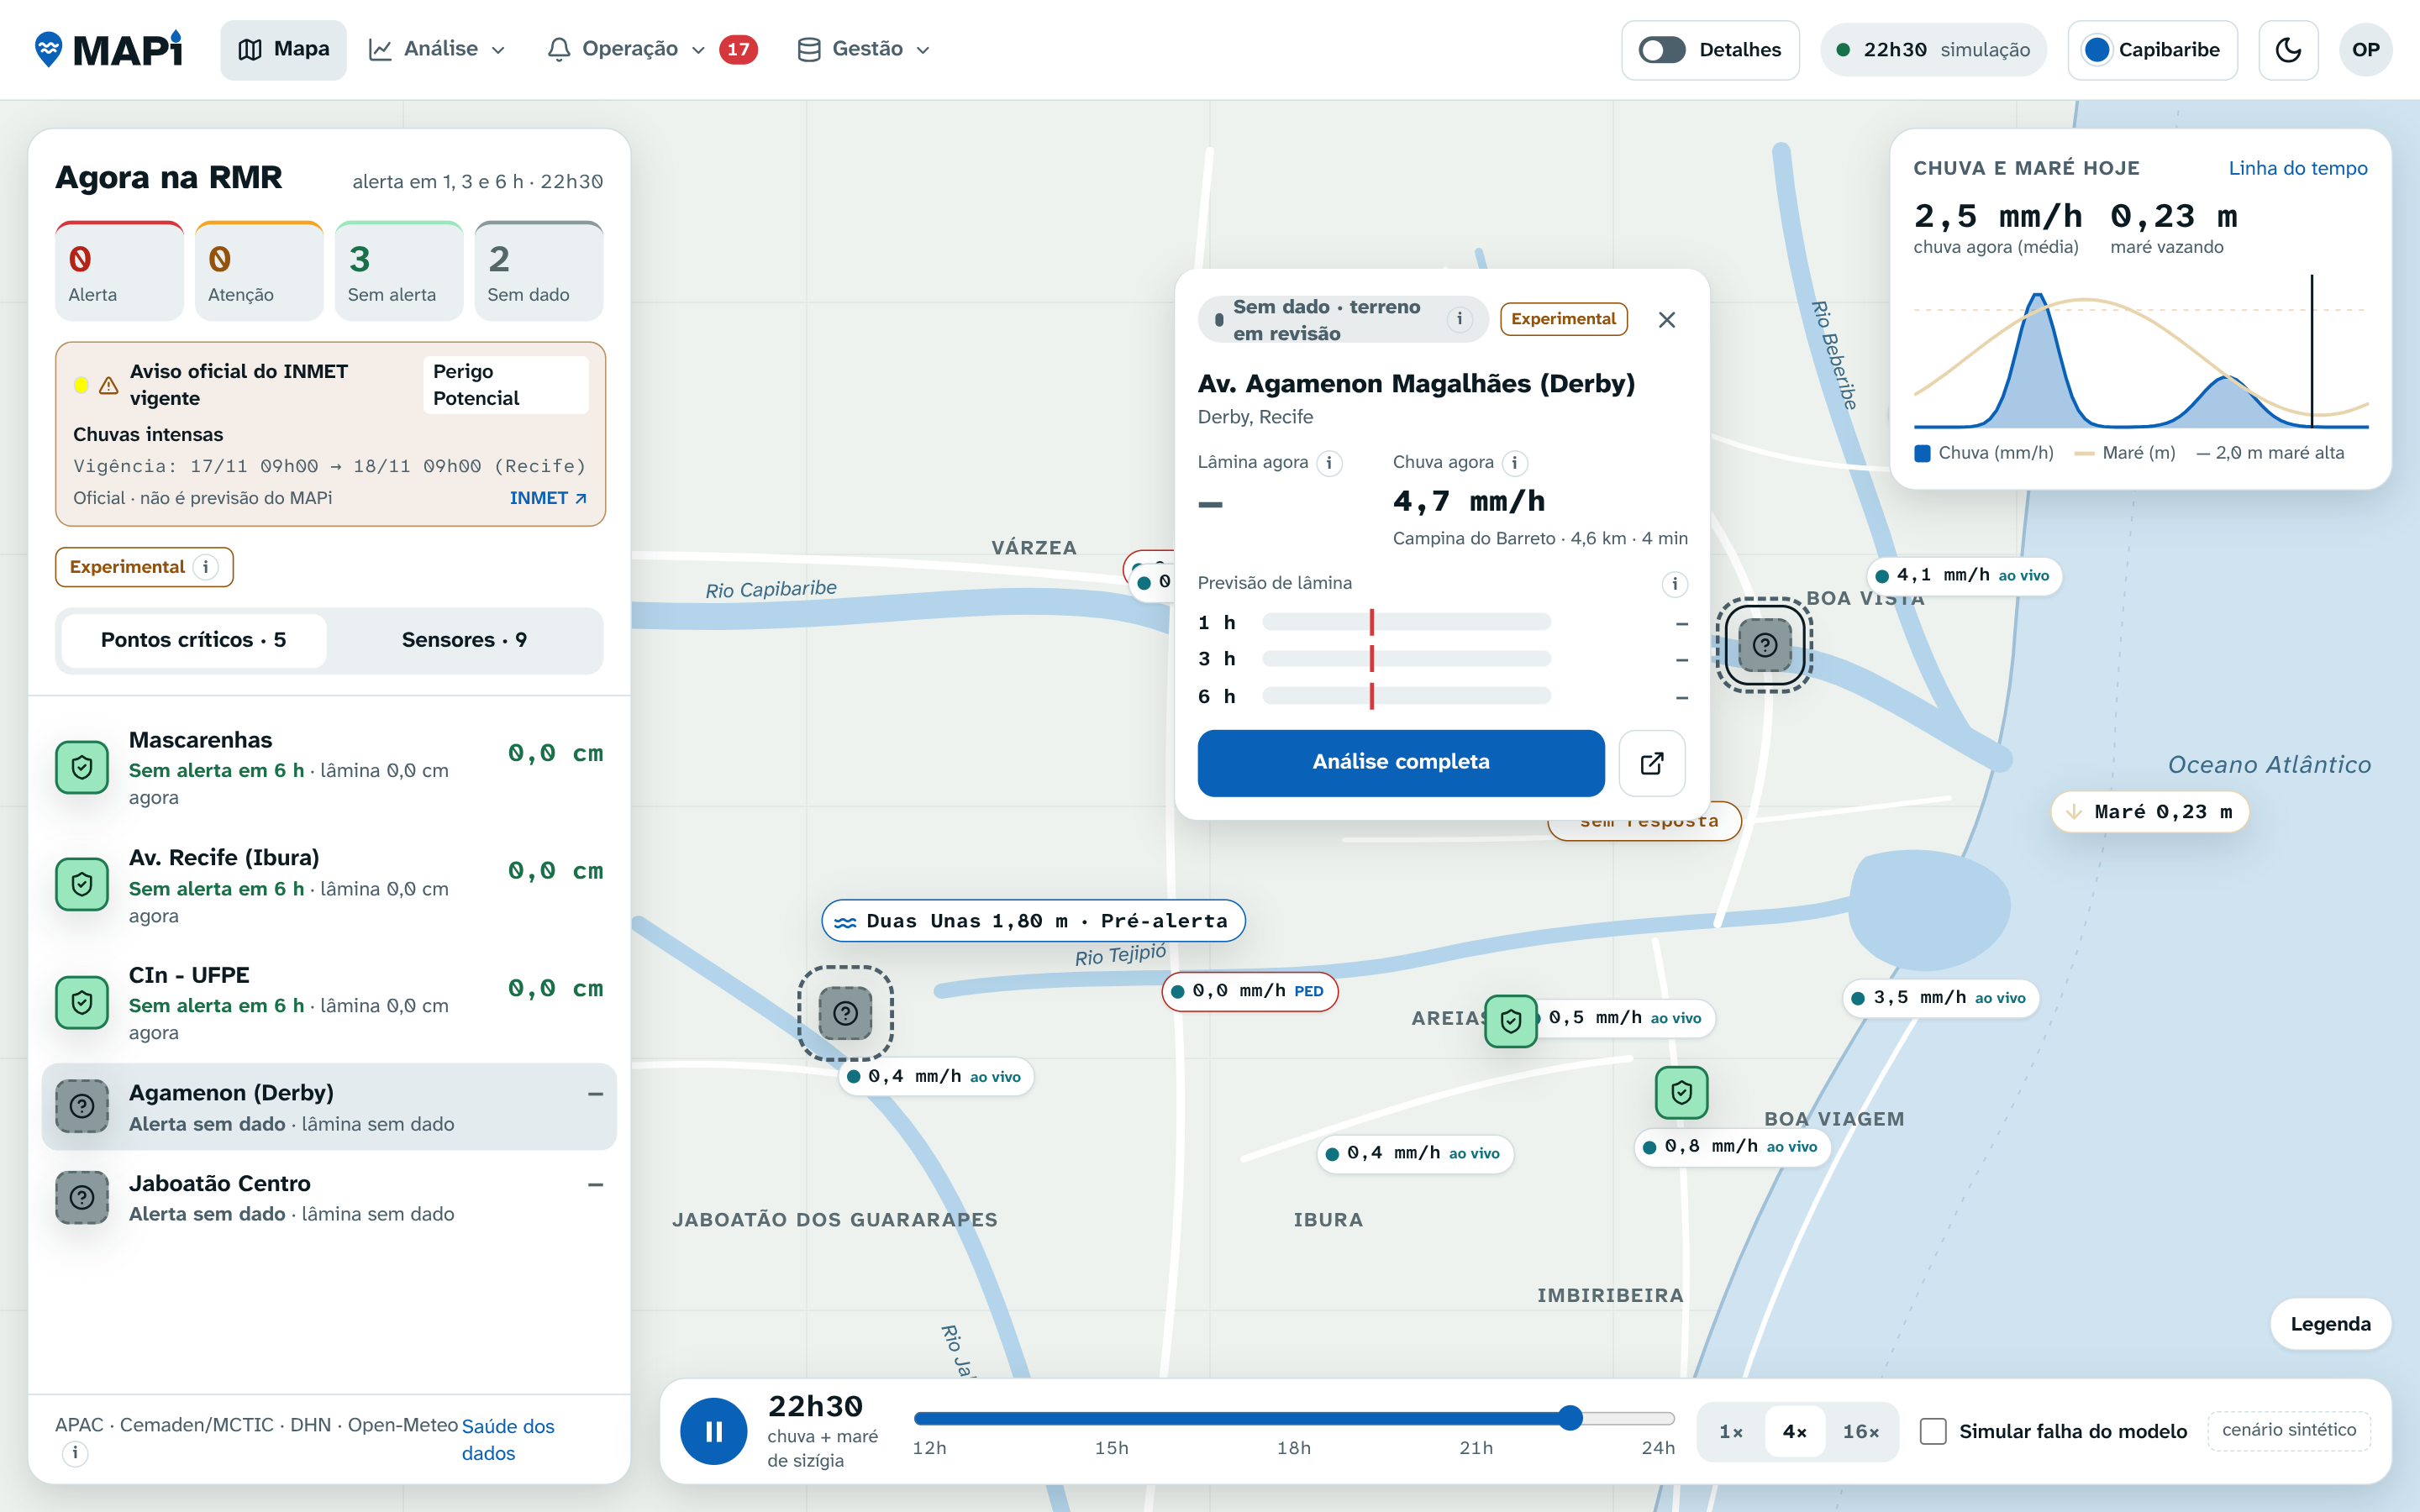 MAPi
Mapa
Análise
Operação
17
Gestão
Detalhes
22h30 simulação
Capibaribe
OP
Agora na RMR
alerta em 1, 3 e 6 h · 22h30
0
Alerta
0
Atenção
3
Sem alerta
2
Sem dado
Aviso oficial do INMET
vigente
Perigo
Potencial
Chuvas intensas
Vigência: 17/11 09h00 → 18/11 09h00 (Recife)
Oficial · não é previsão do MAPi
INMET ↗
Experimental i
Pontos críticos · 5
Sensores · 9
Mascarenhas
Sem alerta em 6 h · lâmina 0,0 cm
agora
0,0 cm
Av. Recife (Ibura)
Sem alerta em 6 h · lâmina 0,0 cm
agora
0,0 cm
CIn - UFPE
Sem alerta em 6 h · lâmina 0,0 cm
agora
0,0 cm
Agamenon (Derby)
Alerta sem dado · lâmina sem dado
–
Jaboatão Centro
Alerta sem dado · lâmina sem dado
–
APAC · Cemaden/MCTIC · DHN · Open-Meteo
i
Saúde dos
dados
VÁRZEA
Rio Capibaribe
0
Sem dado · terreno
em revisão
i
Experimental
Av. Agamenon Magalhães (Derby)
Derby, Recife
Lâmina agora i
–
Chuva agora i
4,7 mm/h
Campina do Barreto · 4,6 km · 4 min
Previsão de lâmina i
1 h –
3 h –
6 h –
Análise completa
sem resposta
CHUVA E MARÉ HOJE
Linha do tempo
2,5 mm/h
chuva agora (média)
0,23 m
maré vazando
Chuva (mm/h)
Maré (m)
— 2,0 m maré alta
Rio Beberibe
4,1 mm/h ao vivo
BOA VISTA
Oceano Atlântico
Maré 0,23 m
Duas Unas 1,80 m · Pré-alerta
Rio Tejipió
0,0 mm/h PED
AREIAS
0,5 mm/h ao vivo
3,5 mm/h ao vivo
0,4 mm/h ao vivo
BOA VIAGEM
0,8 mm/h ao vivo
0,4 mm/h ao vivo
JABOATÃO DOS GUARARAPES
IBURA
IMBIRIBEIRA
Rio Ja
Legenda
22h30
chuva + maré
de sizígia
12h
15h
18h
21h
24h
1×
4×
16×
Simular falha do modelo
cenário sintético